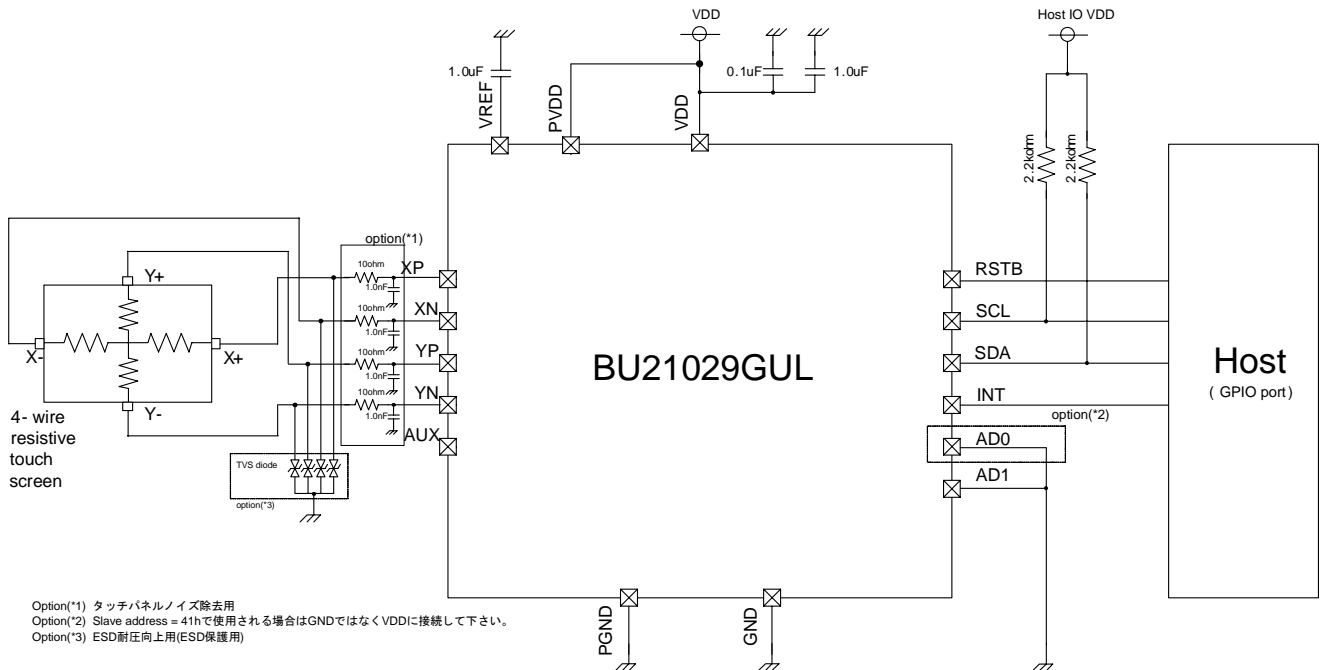 VDD
Host IO VDD
1.0uF
0.1uF
1.0uF
VREF
PVDD
VDD
2.2kohm
2.2kohm
option(*1)
10ohm
1.0nF
XP
10ohm
1.0nF
XN
10ohm
1.0nF
YP
10ohm
1.0nF
YN
AUX
Y+
X-
X+
Y-
4- wire
resistive
touch
screen
TVS diode
option(*3)
BU21029GUL
RSTB
SCL
SDA
INT
option(*2)
AD0
AD1
Host
( GPIO port)
PGND
GND
Option(*1) タッチパネルノイズ除去用
Option(*2) Slave address = 41hで使用される場合はGNDではなくVDDに接続して下さい。
Option(*3) ESD耐圧向上用(ESD保護用)